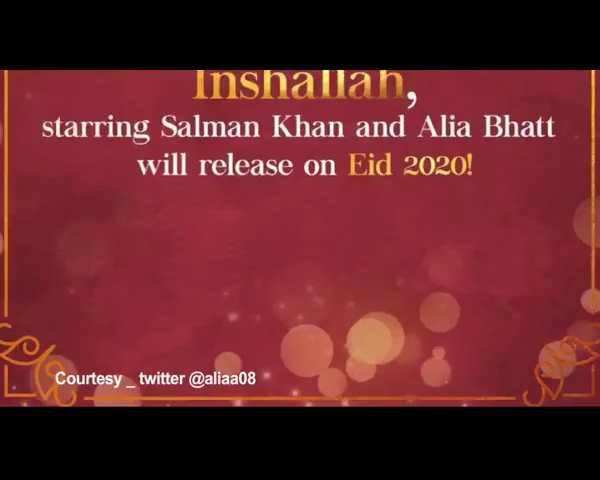 Inshallah,
starring Salman Khan and Alia Bhatt
will release on Eid 2020!
Courtesy _ twitter @aliaa08